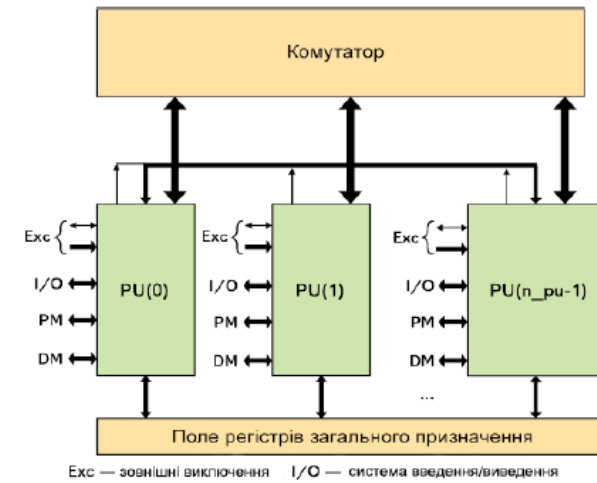 Комутатор
Exc
I/O
PM
DM
PU(0)
Exc
I/O
PM
DM
PU(1)
Exc
I/O
PM
DM
PU(n_pu-1)
...
Поле регістрів загального призначення
Exc — зовнішні виключення I/O — система введення/виведення